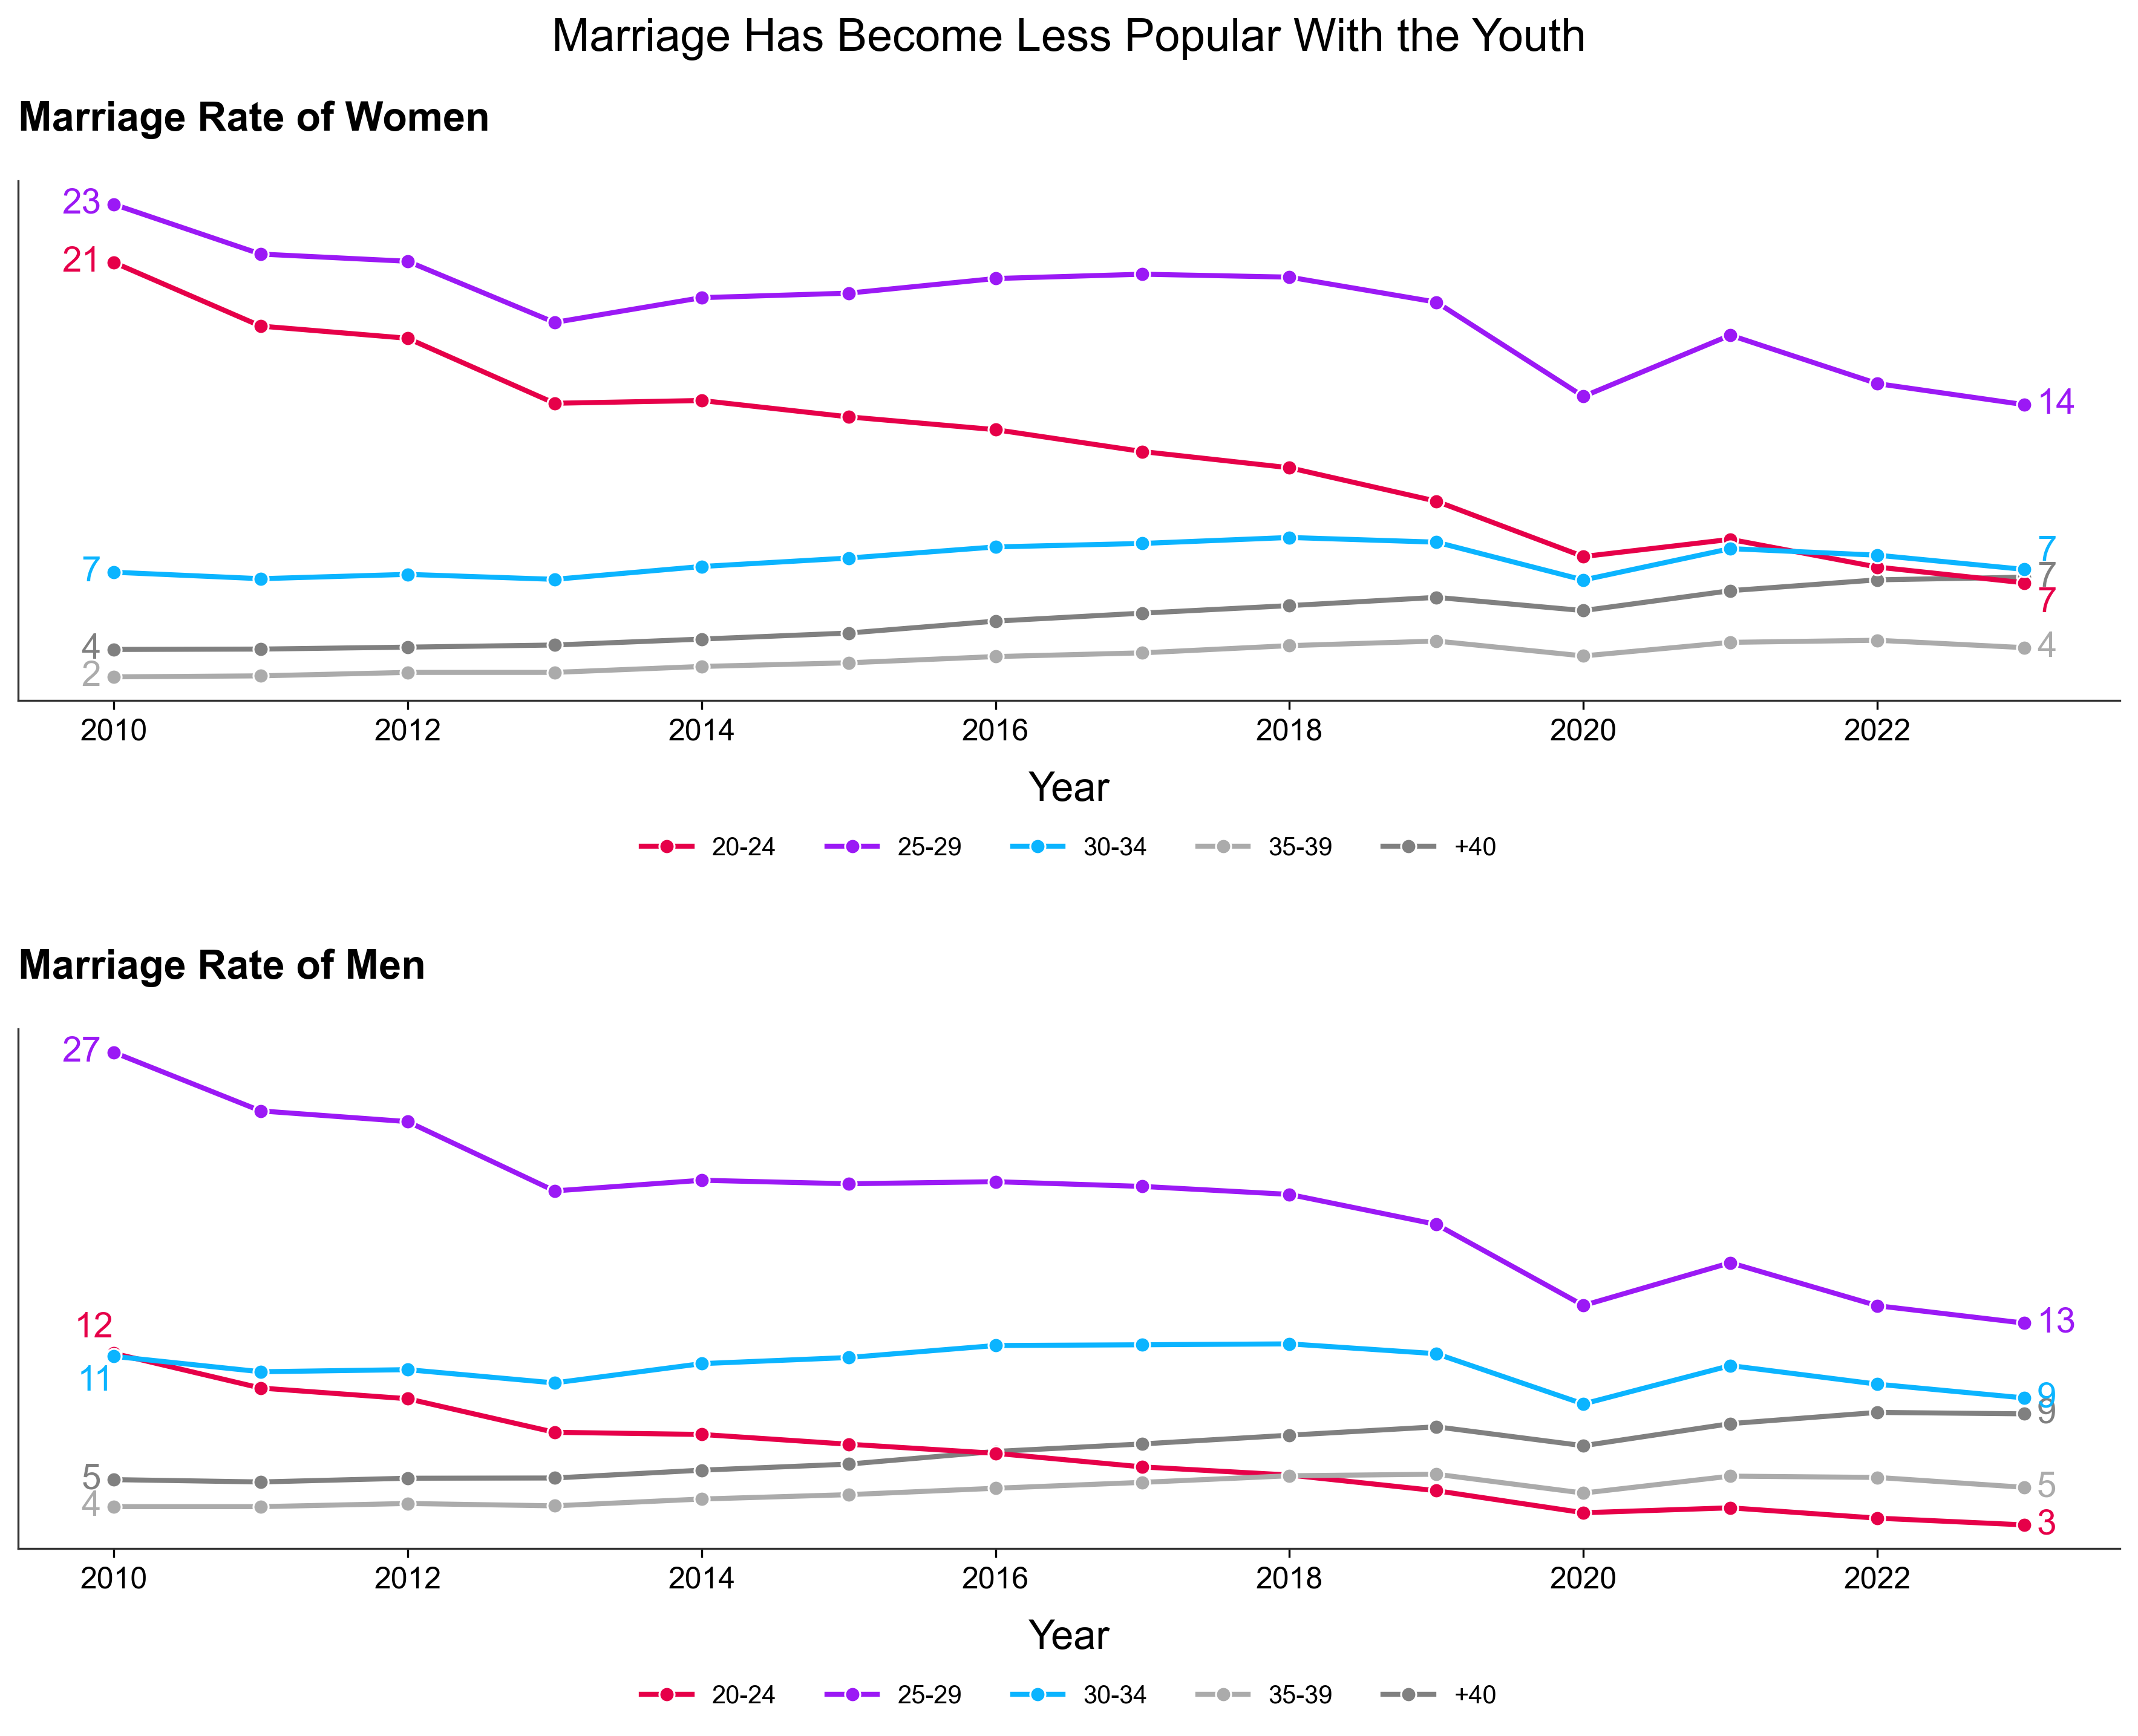 Marriage Has Become Less Popular With the Youth
Marriage Rate of Women
23
21
7
4
2
14
7
7
7
4
2010 2012 2014 2016 2018 2020 2022
Year
20-24 25-29 30-34 35-39 +40
Marriage Rate of Men
27
12
11
5
4
13
9
9
5
3
2010 2012 2014 2016 2018 2020 2022
Year
20-24 25-29 30-34 35-39 +40